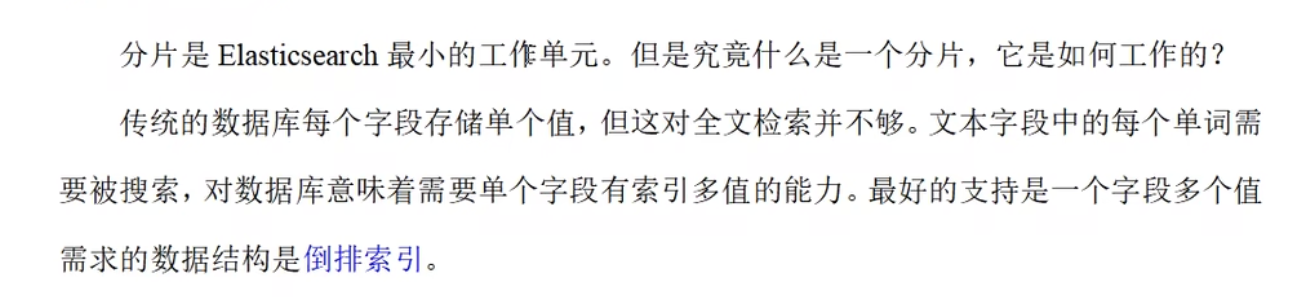 分片是 Elasticsearch 最小的工作单元。但是究竟什么是一个分片，它是如何工作的？
传统的数据库每个字段存储单个值，但这对全文检索并不够。文本字段中的每个单词需
要被搜索，对数据库意味着需要单个字段有索引多值的能力。最好的支持是一个字段多个值
需求的数据结构是倒排索引。